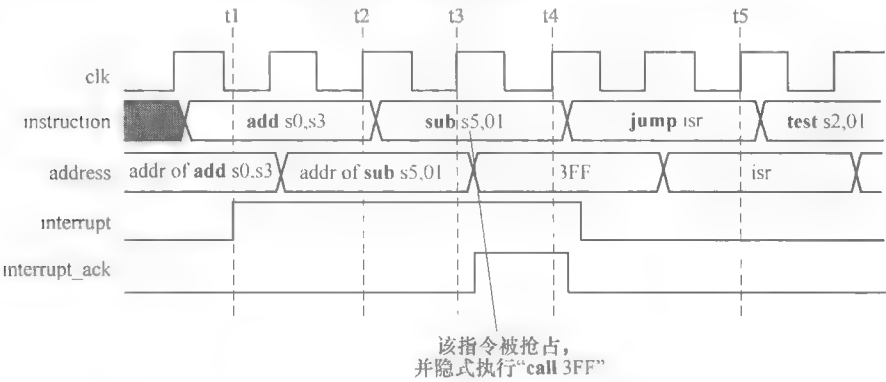 t1 t2 t3 t4 t5
clk
instruction add s0,s3 sub s5,01 jump isr test s2,01
address addr of add s0,s3 addr of sub s5,01 3FF isr
interrupt
interrupt_ack
该指令被抢占,
并隐式执行“call 3FF”